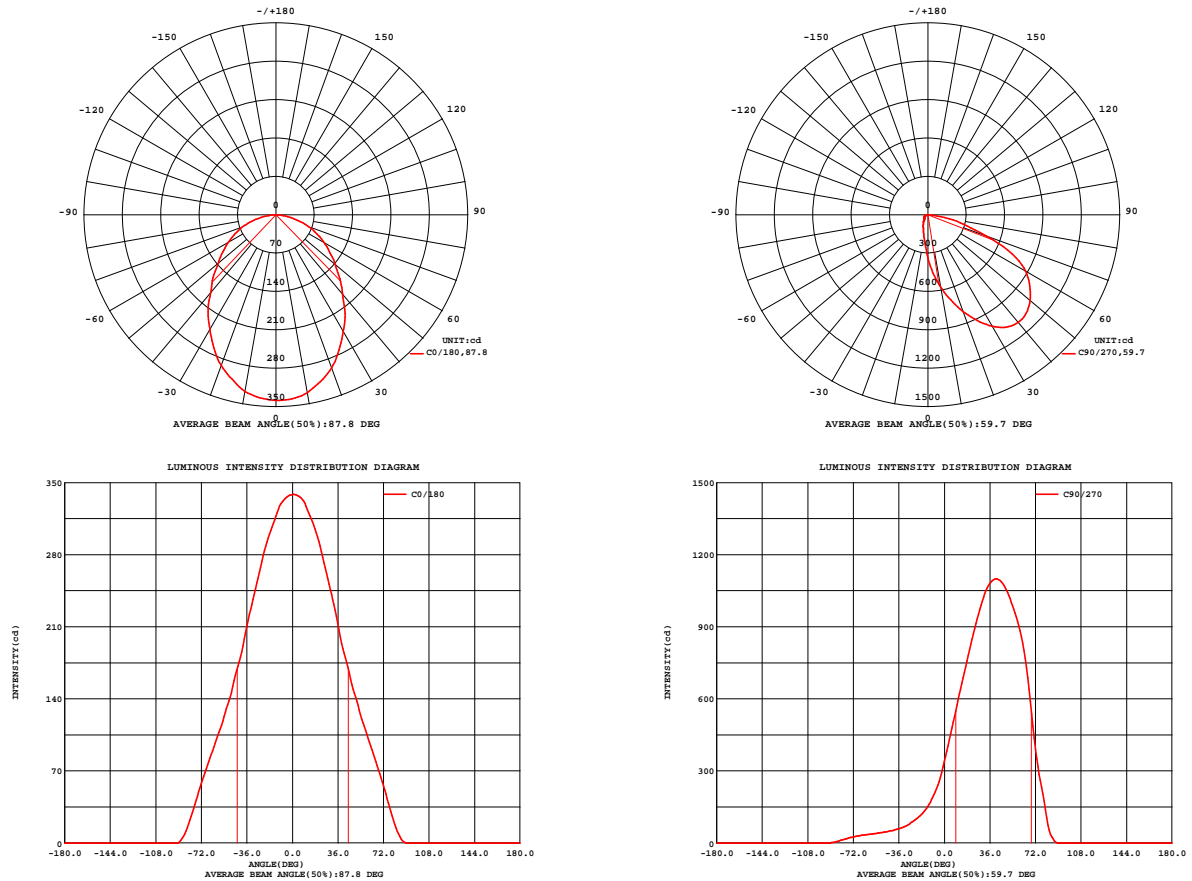 -/+180
-150
150
-120
120
-90
90
0
70
140
210
280
350
0
-60
60
-30
30
UNIT:cd
C0/180,87.8
AVERAGE BEAM ANGLE(50%):87.8 DEG
-/+180
-150
150
-120
120
-90
90
0
300
600
900
1200
1500
0
-60
60
-30
30
UNIT:cd
C90/270,59.7
AVERAGE BEAM ANGLE(50%):59.7 DEG
LUMINOUS INTENSITY DISTRIBUTION DIAGRAM
C0/180
350
280
210
140
70
0
INTENSITY(cd)
-180.0 -144.0 -108.0 -72.0 -36.0 0.0 36.0 72.0 108.0 144.0 180.0
ANGLE(DEG)
AVERAGE BEAM ANGLE(50%):87.8 DEG
LUMINOUS INTENSITY DISTRIBUTION DIAGRAM
C90/270
1500
1200
900
600
300
0
INTENSITY(cd)
-180.0 -144.0 -108.0 -72.0 -36.0 0.0 36.0 72.0 108.0 144.0 180.0
ANGLE(DEG)
AVERAGE BEAM ANGLE(50%):59.7 DEG